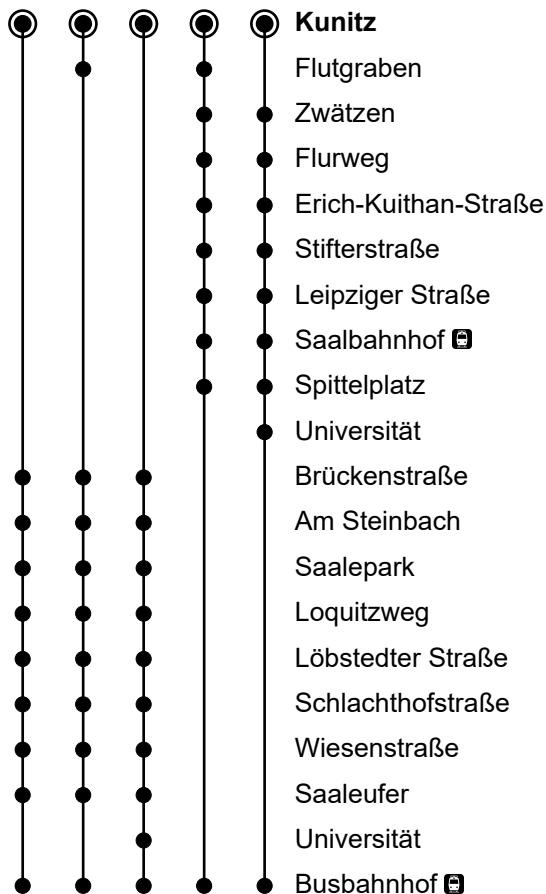 Kunitz
Flutgraben
Zwätzen
Flurweg
Erich-Kuithan-Straße
Stifterstraße
Leipziger Straße
Saalbahnhof
Spittelplatz
Universität
Brückenstraße
Am Steinbach
Saalepark
Loquitzweg
Löbstedter Straße
Schlachthofstraße
Wiesenstraße
Saaleufer
Universität
Busbahnhof